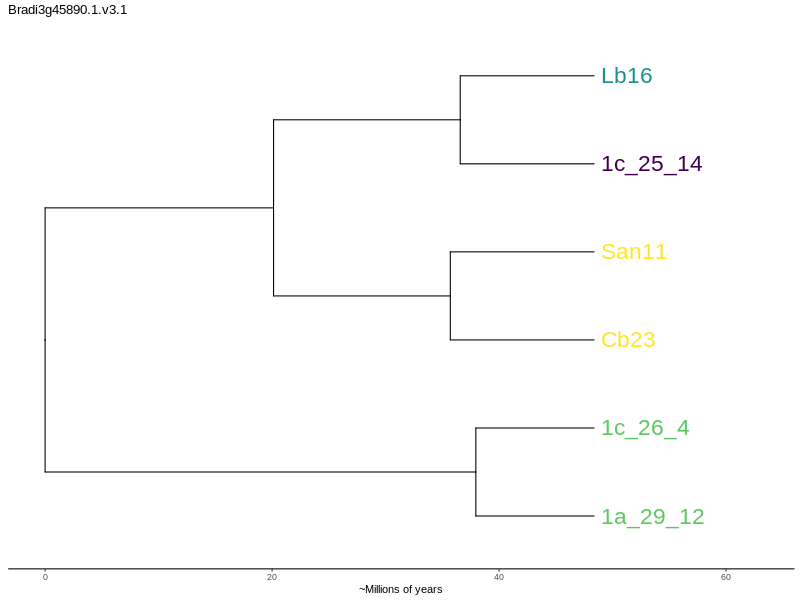 Bradi3g45890.1.v3.1
Lb16
1c_25_14
San11
Cb23
1c_26_4
1a_29_12
0 20 40 60
~Millions of years